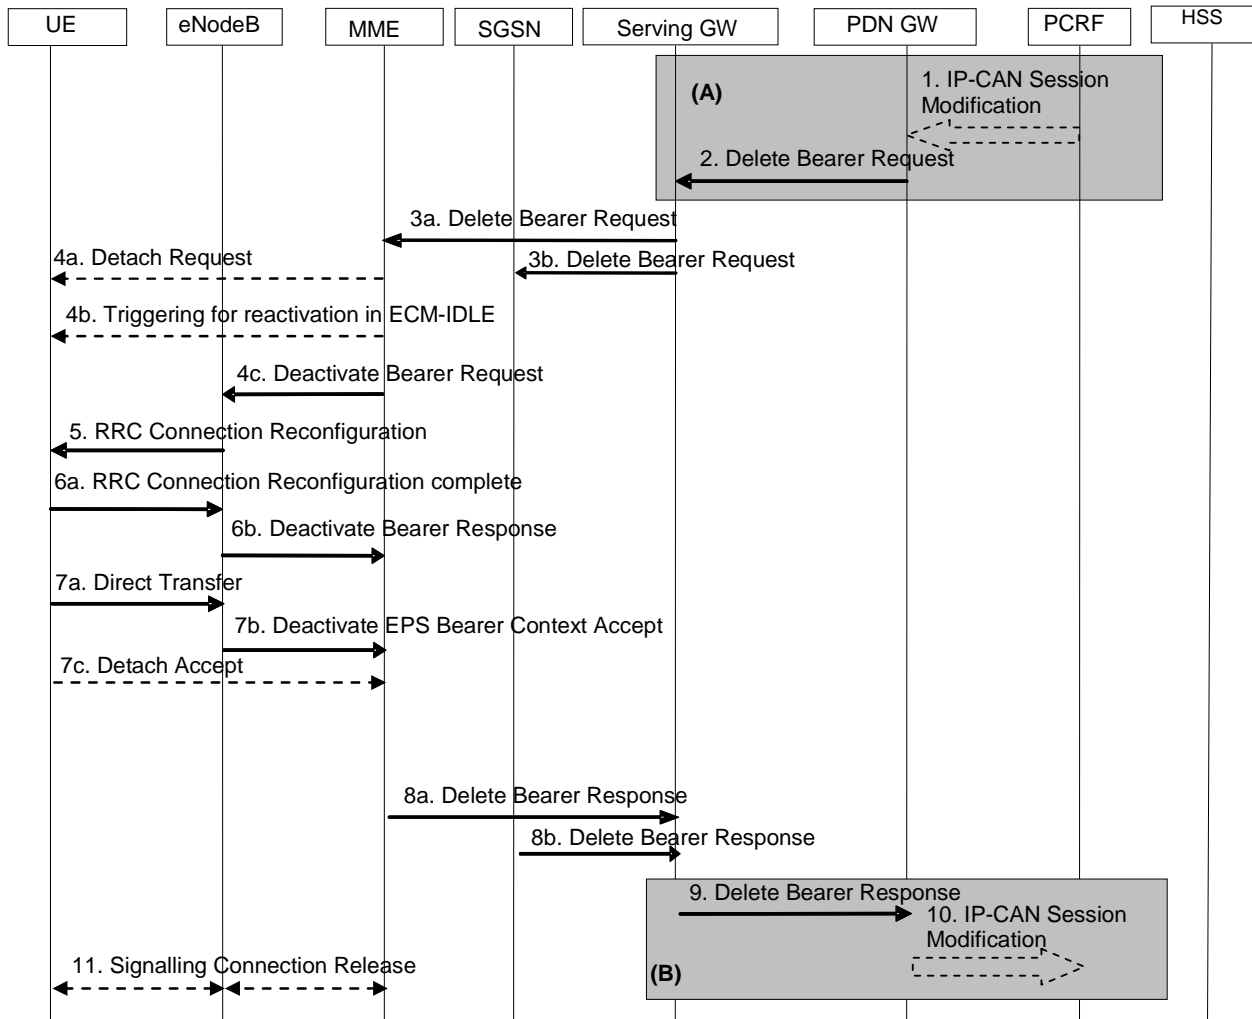 UE
eNodeB
MME
SGSN
Serving GW
PDN GW
PCRF
HSS
(A)
1. IP-CAN Session
Modification
2. Delete Bearer Request
3a. Delete Bearer Request
4a. Detach Request
3b. Delete Bearer Request
4b. Triggering for reactivation in ECM-IDLE
4c. Deactivate Bearer Request
5. RRC Connection Reconfiguration
6a. RRC Connection Reconfiguration complete
6b. Deactivate Bearer Response
7a. Direct Transfer
7b. Deactivate EPS Bearer Context Accept
7c. Detach Accept
8a. Delete Bearer Response
8b. Delete Bearer Response
9. Delete Bearer Response
10. IP-CAN Session
Modification
11. Signalling Connection Release
(B)